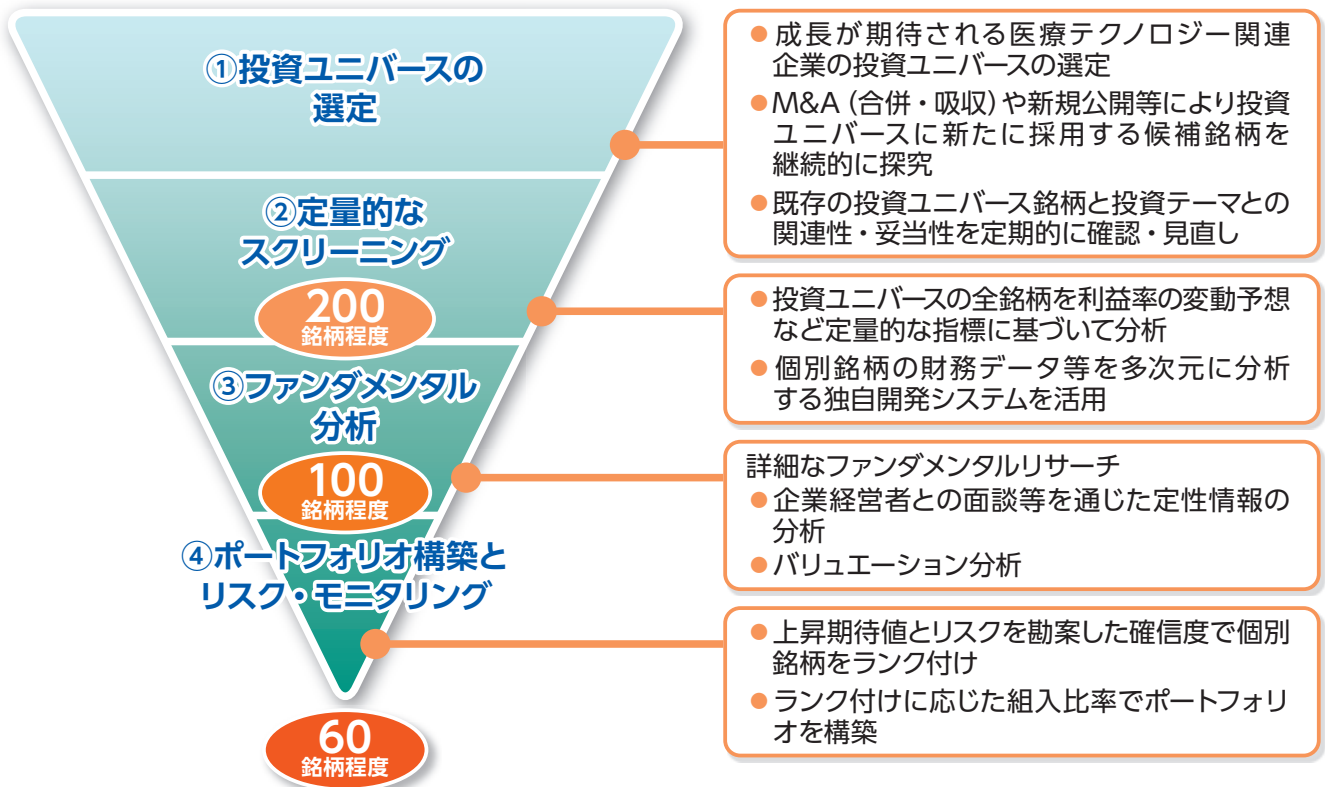 ①投資ユニバースの
選定
②定量的な
スクリーニング
200
銘柄程度
③ファンダメンタル
分析
100
銘柄程度
④ポートフォリオ構築と
リスク・モニタリング
60
銘柄程度
●成長が期待される医療テクノロジー関連
企業の投資ユニバースの選定
●M&A（合併・吸収）や新規公開等により投資
ユニバースに新たに採用する候補銘柄を
継続的に探究
●既存の投資ユニバース銘柄と投資テーマとの
関連性・妥当性を定期的に確認・見直し
●投資ユニバースの全銘柄を利益率の変動予想
など定量的な指標に基づいて分析
●個別銘柄の財務データ等を多次元に分析
する独自開発システムを活用
詳細なファンダメンタルリサーチ
●企業経営者との面談等を通じた定性情報の
分析
●バリュエーション分析
●上昇期待値とリスクを勘案した確信度で個別
銘柄をランク付け
●ランク付けに応じた組入比率でポートフォリ
オを構築